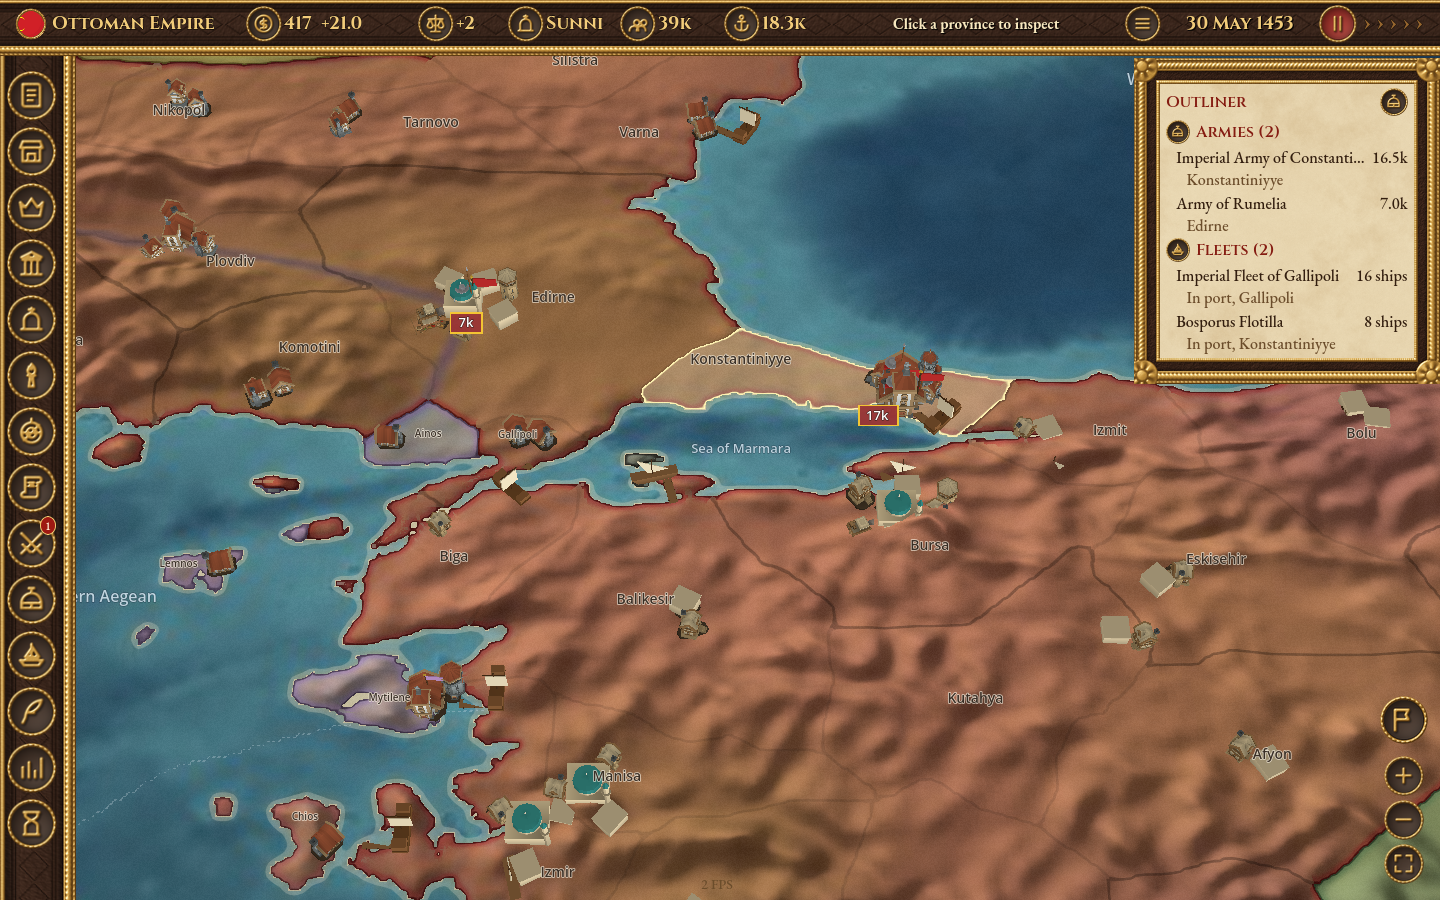 OTTOMAN EMPIRE
417 +21.0
+2
SUNNI
39K
18.3K
Click a province to inspect
30 MAY 1453
OUTLINER
ARMIES (2)
Imperial Army of Constanti... 16.5k
Konstantiniyye
Army of Rumelia 7.0k
Edirne
FLEETS (2)
Imperial Fleet of Gallipoli 16 ships
In port, Gallipoli
Bosporus Flotilla 8 ships
In port, Konstantiniyye
Silistra
Nikopol
Tarnovo
Varna
Plovdiv
Edirne
7k
Komotini
Konstantiniyye
17k
Ainos
Gallipoli
Sea of Marmara
Izmit
Bolu
1
Bursa
Biga
Eskisehir
Lemnos
ern Aegean
Balikesir
Mytilene
Kutahya
Afyon
Manisa
Chios
Izmir
2 FPS